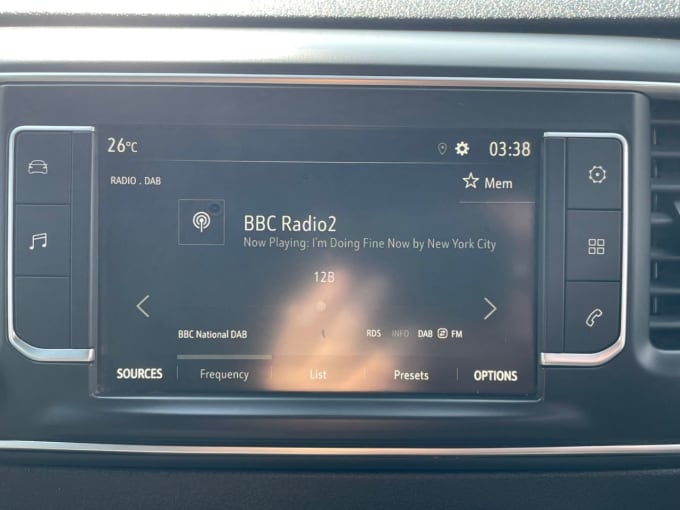 26°C 03:38
RADIO . DAB
Mem
BBC Radio2
Now Playing: I'm Doing Fine Now by New York City
12B
BBC National DAB RDS INFO DAB FM
SOURCES Frequency List Presets OPTIONS